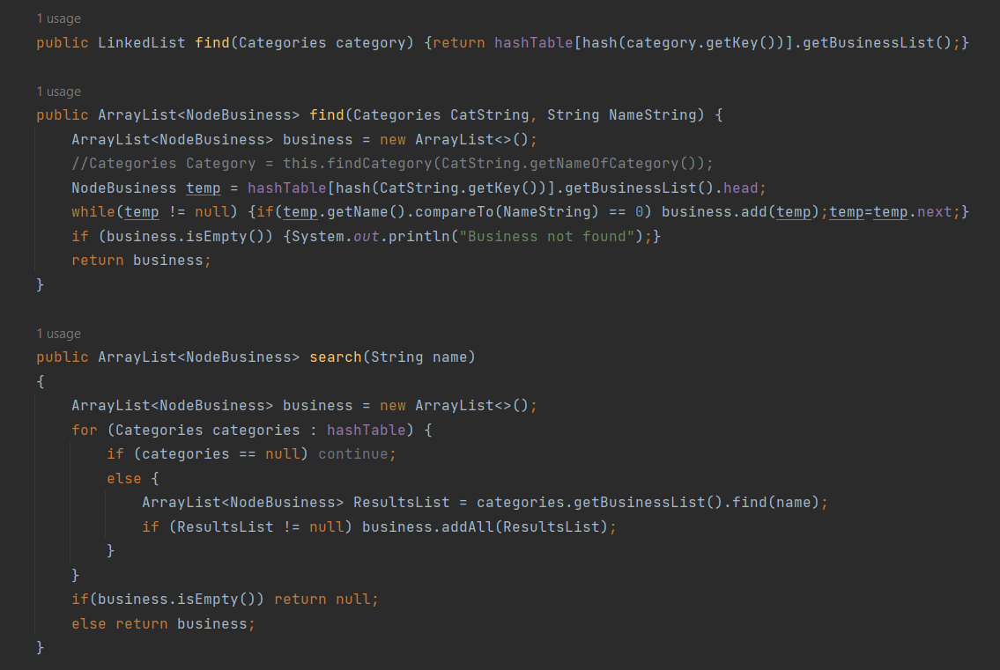 1 usage
public LinkedList find(Categories category) {return hashTable[hash(category.getKey())].getBusinessList();}
1 usage
public ArrayList<NodeBusiness> find(Categories CatString, String NameString) {
ArrayList<NodeBusiness> business = new ArrayList<>();
//Categories Category = this.findCategory(CatString.getNameOfCategory());
NodeBusiness temp = hashTable[hash(CatString.getKey())].getBusinessList().head;
while(temp != null) {if(temp.getName().compareTo(NameString) == 0) business.add(temp);temp=temp.next;}
if (business.isEmpty()) {System.out.println("Business not found");}
return business;
}
1 usage
public ArrayList<NodeBusiness> search(String name)
{
ArrayList<NodeBusiness> business = new ArrayList<>();
for (Categories categories : hashTable) {
if (categories == null) continue;
else {
ArrayList<NodeBusiness> ResultsList = categories.getBusinessList().find(name);
if (ResultsList != null) business.addAll(ResultsList);
}
}
if(business.isEmpty()) return null;
else return business;
}